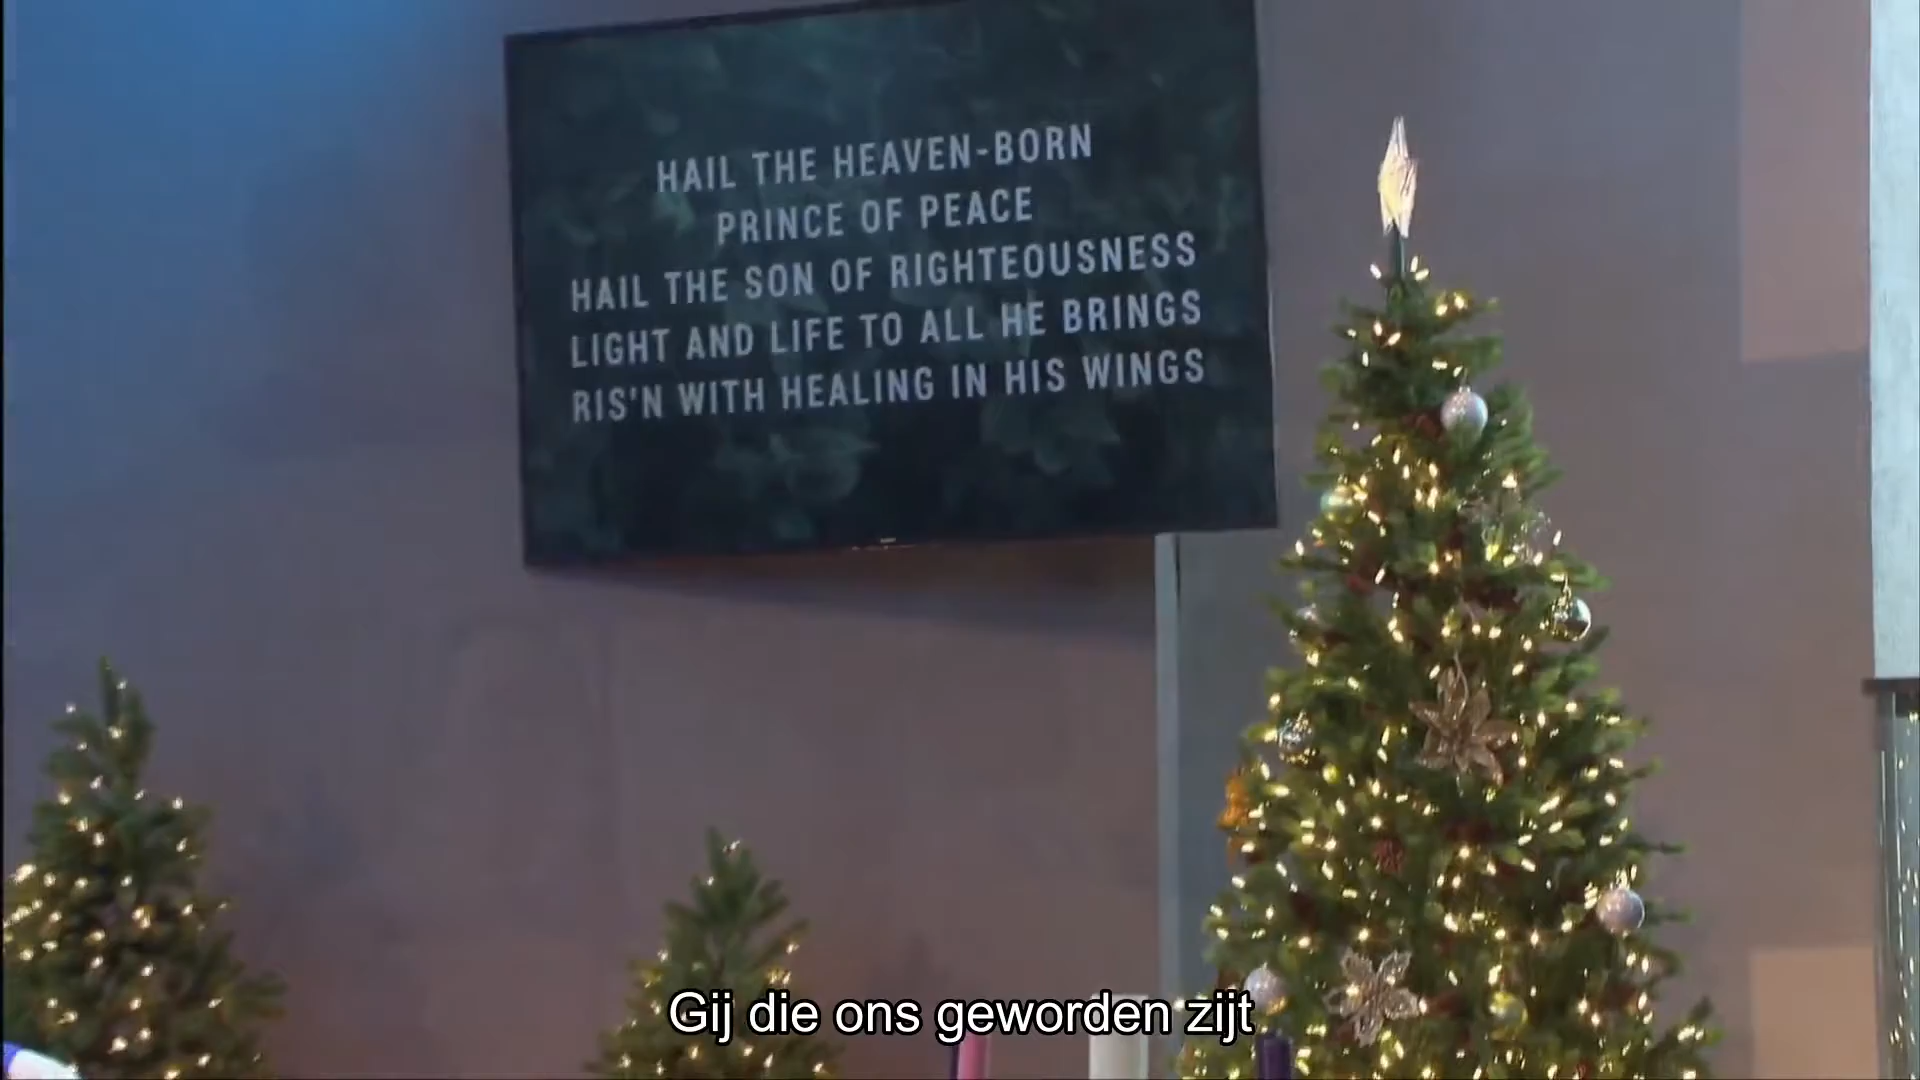 HAIL THE HEAVEN-BORN
PRINCE OF PEACE
HAIL THE SON OF RIGHTEOUSNESS
LIGHT AND LIFE TO ALL HE BRINGS
RIS'N WITH HEALING IN HIS WINGS
Gij die ons geworden zijt